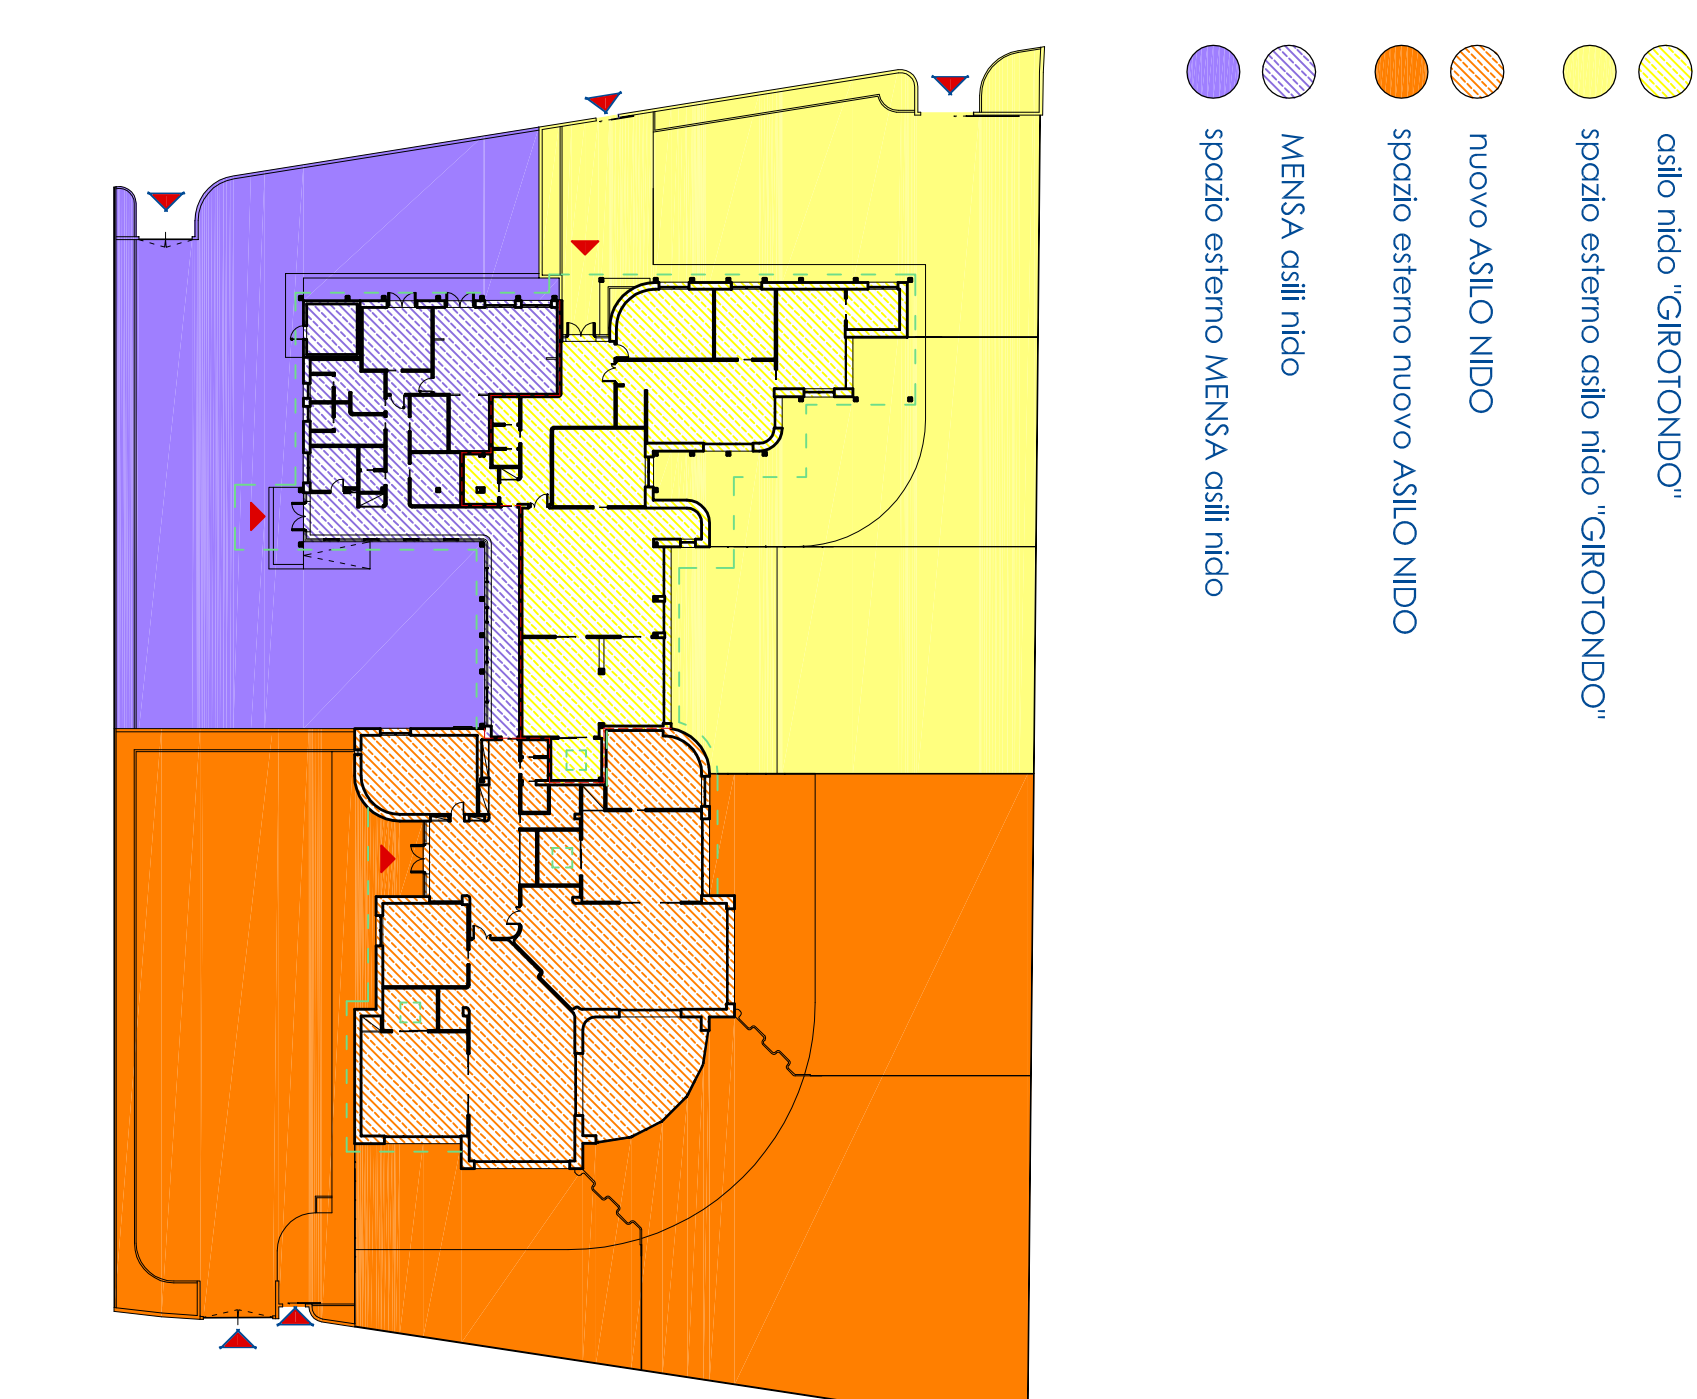 asilo nido "GIROTONDO"
spazio esterno asilo nido "GIROTONDO"
nuovo ASILO NIDO
spazio esterno nuovo ASILO NIDO
MENSA asili nido
spazio esterno MENSA asili nido